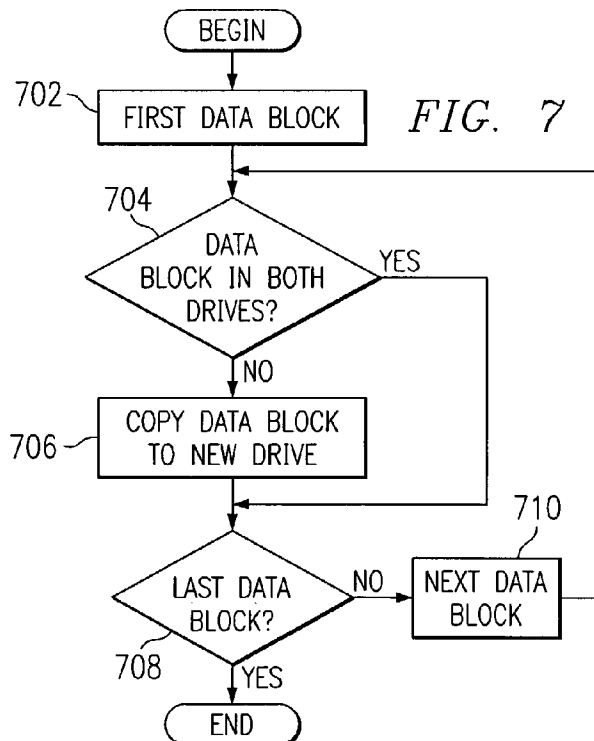 BEGIN
702
FIRST DATA BLOCK
FIG. 7
704
DATA
BLOCK IN BOTH
DRIVES?
YES
NO
706
COPY DATA BLOCK
TO NEW DRIVE
710
LAST DATA
BLOCK?
NO
NEXT DATA
BLOCK
708
YES
END